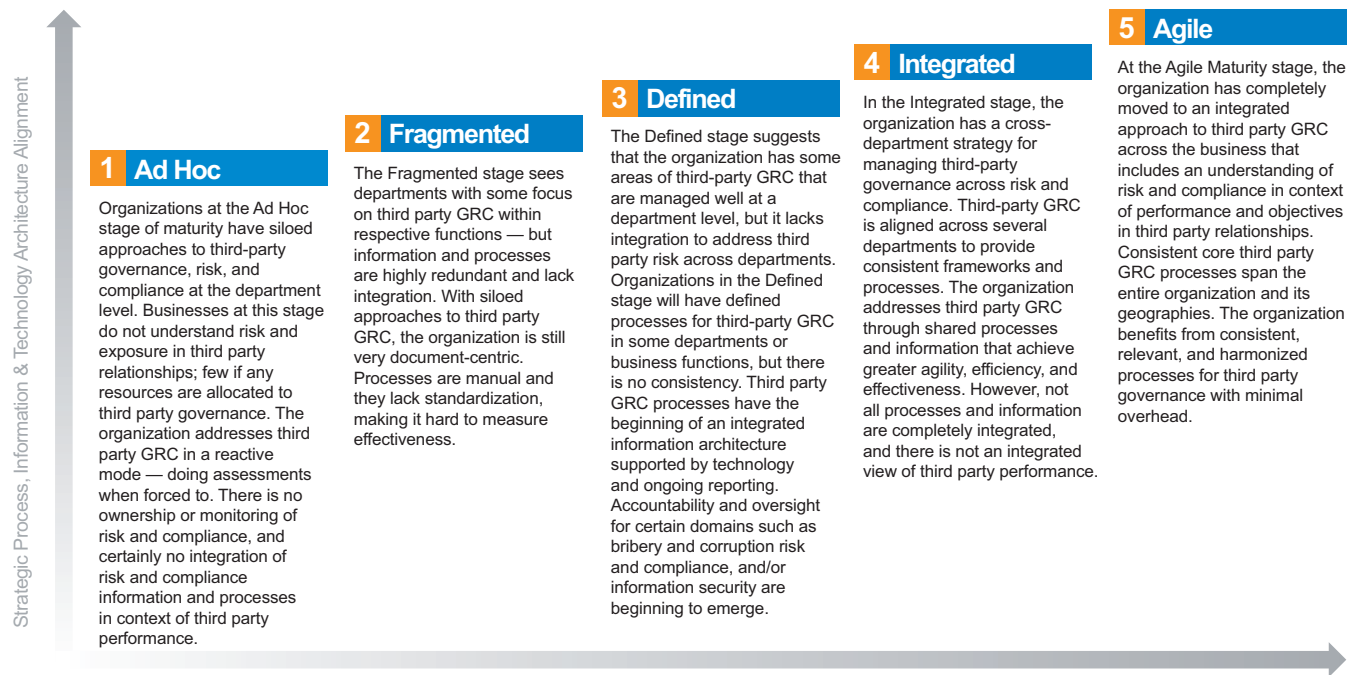 Strategic Process, Information & Technology Architecture Alignment
1 Ad Hoc
Organizations at the Ad Hoc
stage of maturity have siloed
approaches to third-party
governance, risk, and
compliance at the department
level. Businesses at this stage
do not understand risk and
exposure in third party
relationships; few if any
resources are allocated to
third party governance. The
organization addresses third
party GRC in a reactive
mode — doing assessments
when forced to. There is no
ownership or monitoring of
risk and compliance, and
certainly no integration of
risk and compliance
information and processes
in context of third party
performance.
2 Fragmented
The Fragmented stage sees
departments with some focus
on third party GRC within
respective functions — but
information and processes
are highly redundant and lack
integration. With siloed
approaches to third party
GRC, the organization is still
very document-centric.
Processes are manual and
they lack standardization,
making it hard to measure
effectiveness.
3 Defined
The Defined stage suggests
that the organization has some
areas of third-party GRC that
are managed well at a
department level, but it lacks
integration to address third
party risk across departments.
Organizations in the Defined
stage will have defined
processes for third-party GRC
in some departments or
business functions, but there
is no consistency. Third party
GRC processes have the
beginning of an integrated
information architecture
supported by technology
and ongoing reporting.
Accountability and oversight
for certain domains such as
bribery and corruption risk
and compliance, and/or
information security are
beginning to emerge.
4 Integrated
In the Integrated stage, the
organization has a cross-
department strategy for
managing third-party
governance across risk and
compliance. Third-party GRC
is aligned across several
departments to provide
consistent frameworks and
processes. The organization
addresses third party GRC
through shared processes
and information that achieve
greater agility, efficiency, and
effectiveness. However, not
all processes and information
are completely integrated,
and there is not an integrated
view of third party performance.
5 Agile
At the Agile Maturity stage, the
organization has completely
moved to an integrated
approach to third party GRC
across the business that
includes an understanding of
risk and compliance in context
of performance and objectives
in third party relationships.
Consistent core third party
GRC processes span the
entire organization and its
geographies. The organization
benefits from consistent,
relevant, and harmonized
processes for third party
governance with minimal
overhead.